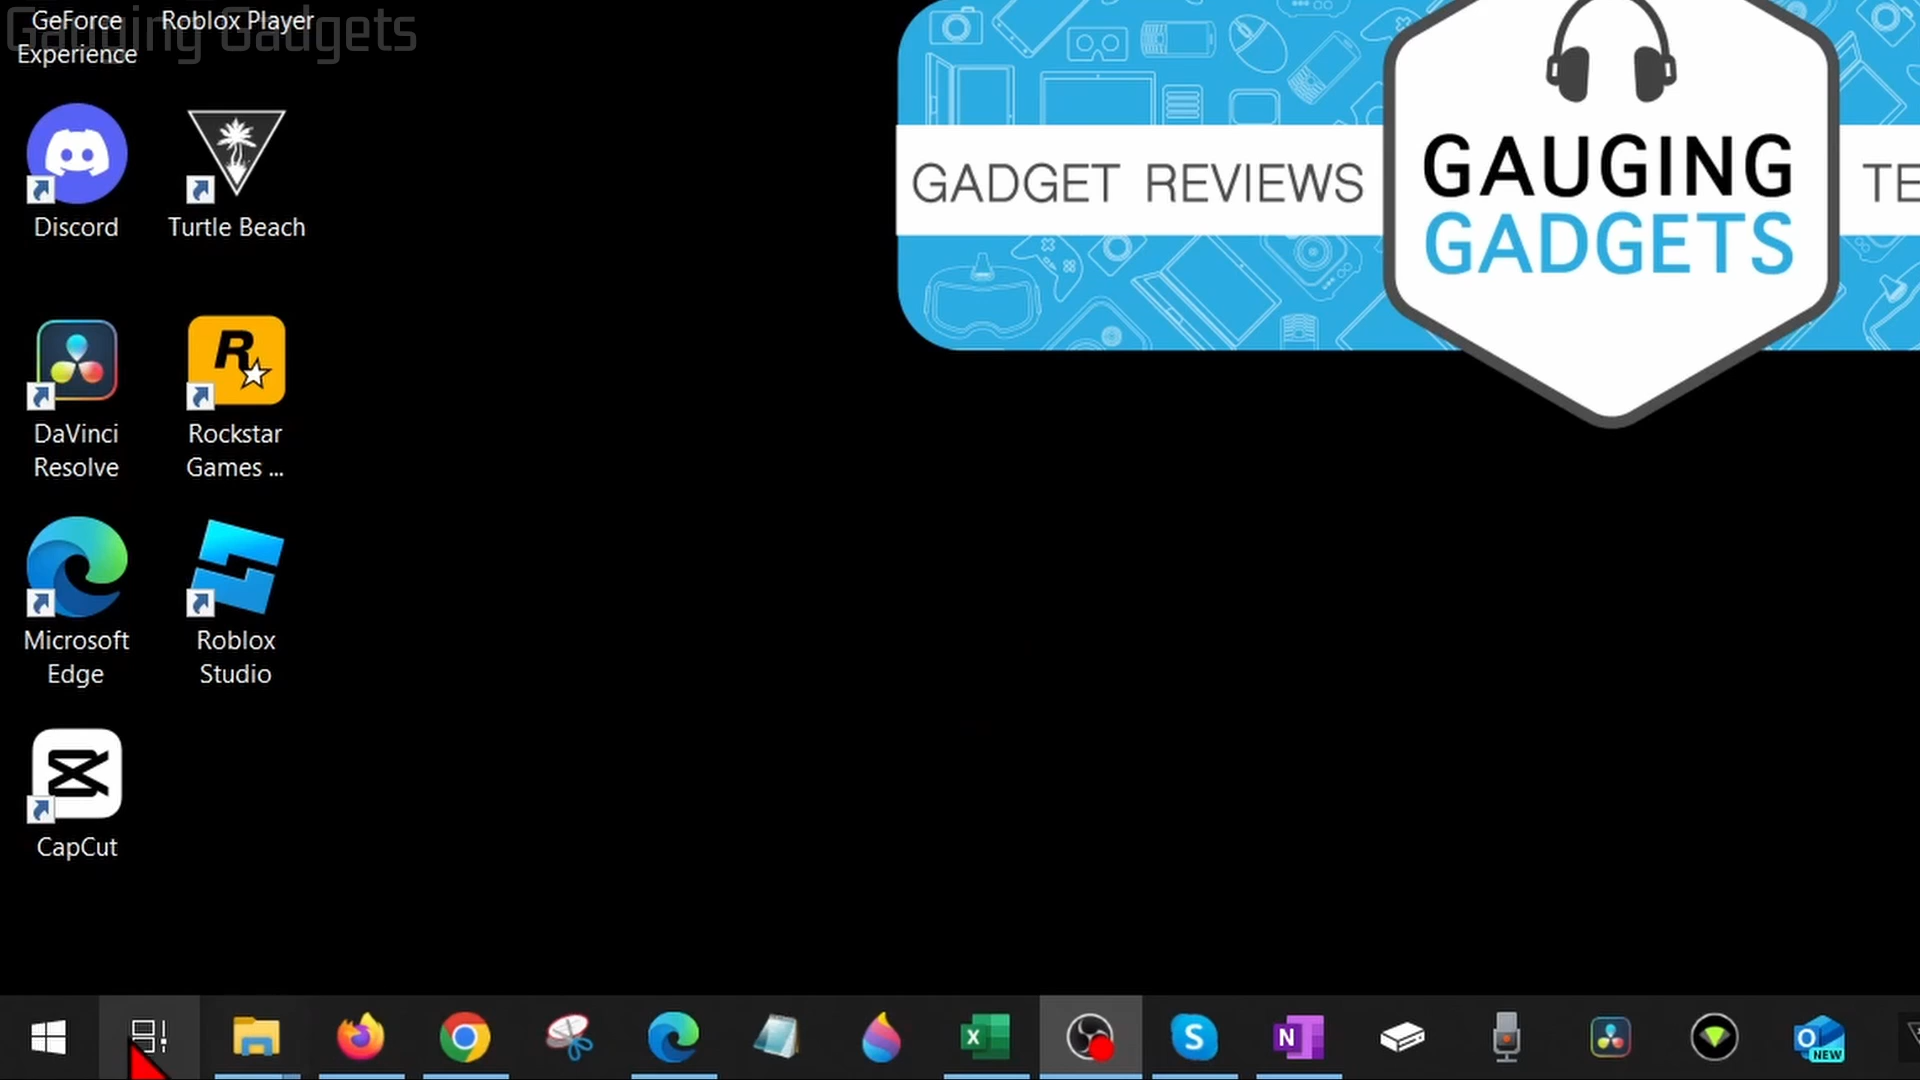 Gauging Gadgets
GeForce
Experience
Roblox Player
Discord
Turtle Beach
DaVinci
Resolve
Rockstar
Games ...
Microsoft
Edge
Roblox
Studio
CapCut
GADGET REVIEWS
GAUGING
GADGETS
TE
R
X
S
N
O
NEW